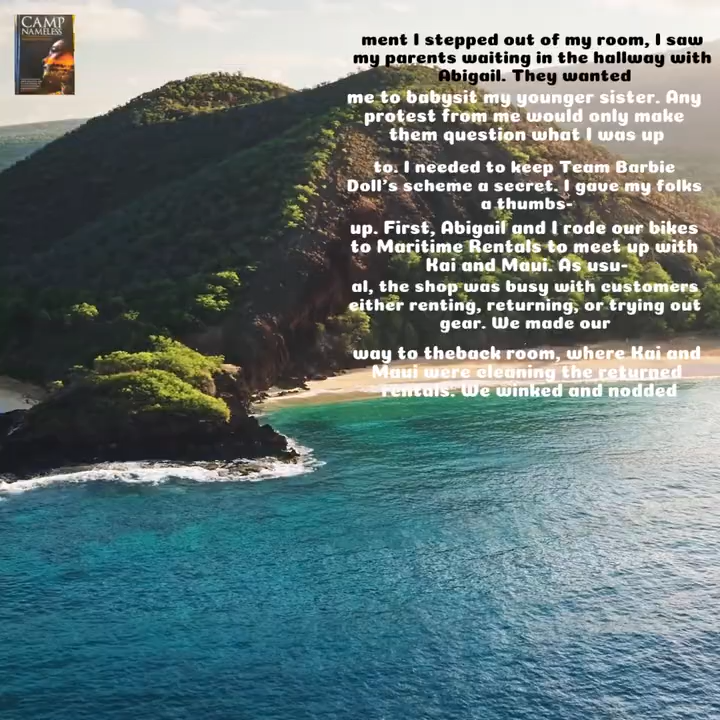 CAMP
NAMELESS
ment I stepped out of my room, I saw
my parents waiting in the hallway with
Abigail. They wanted
me to babysit my younger sister. Any
protest from me would only make
them question what I was up
to. I needed to keep Team Barbie
Doll's scheme a secret. I gave my folks
a thumbs-
up. First, Abigail and I rode our bikes
to Maritime Rentals to meet up with
Kai and Maui. As usu-
al, the shop was busy with customers
either renting, returning, or trying out
gear. We made our
way to theback room, where Kai and
Maui were cleaning the returned
rentals. We winked and nodded